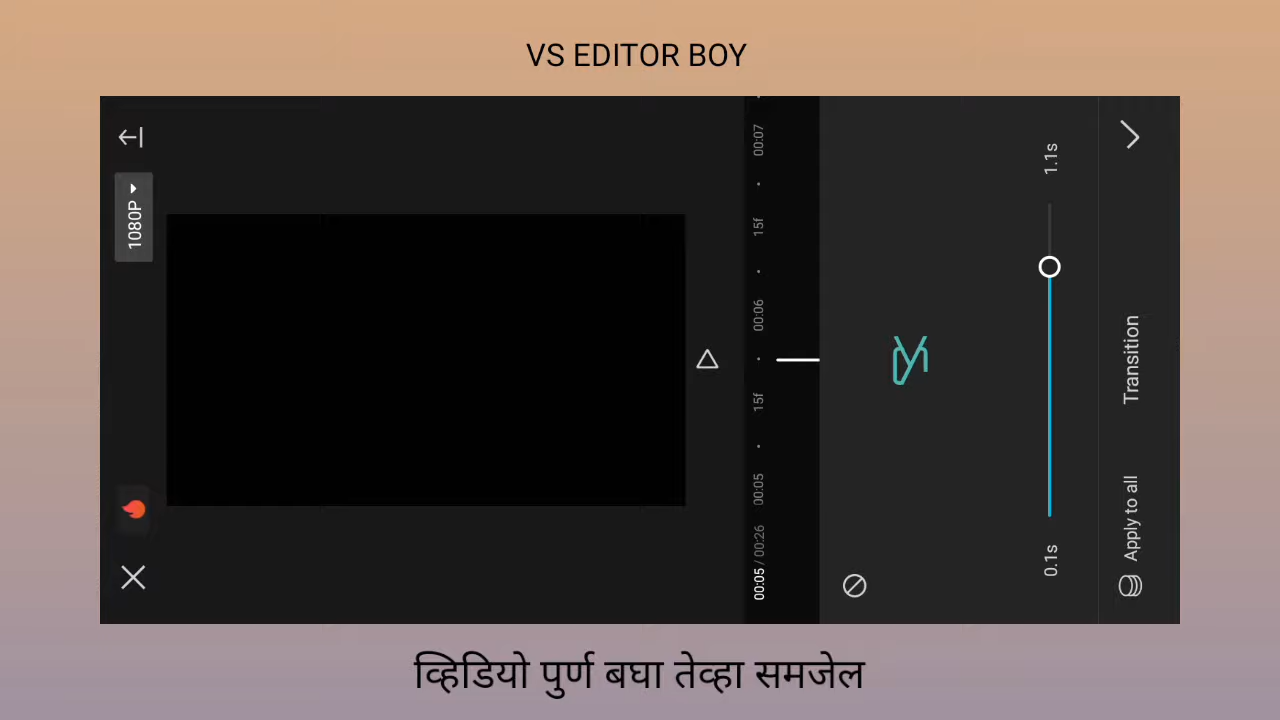 VS EDITOR BOY
1080P
00:05 / 00:26
00:05
15f
00:06
15f
00:07
0.1s
1.1s
Apply to all
Transition
व्हिडियो पुर्ण बघा तेव्हा समजेल